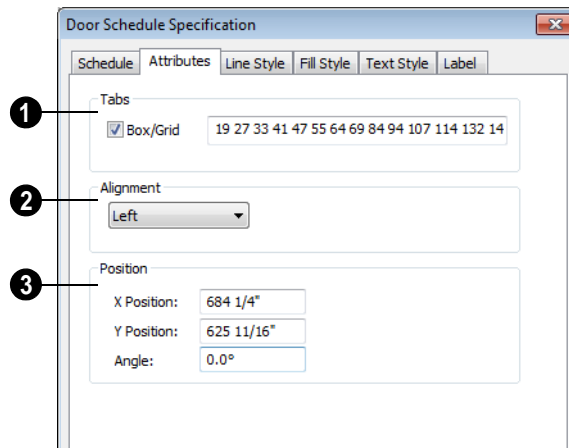 Door Schedule Specification
Schedule Attributes Line Style Fill Style Text Style Label
Tabs
1
Box/Grid 19 27 33 41 47 55 64 69 84 94 107 114 132 14
Alignment
2
Left
Position
3
X Position: 684 1/4"
Y Position: 625 11/16"
Angle: 0.0°